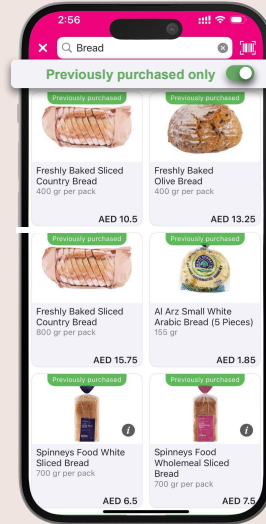 2:56
Bread
Previously purchased only
Previously purchased
Previously purchased
Freshly Baked Sliced
Country Bread
400 gr per pack
AED 10.5
Freshly Baked
Olive Bread
400 gr per pack
AED 13.25
Previously purchased
Previously purchased
Freshly Baked Sliced
Country Bread
800 gr per pack
AED 15.75
Al Arz Small White
Arabic Bread (5 Pieces)
155 gr
AED 1.85
Previously purchased
Previously purchased
Spinneys Food White
Sliced Bread
700 gr per pack
AED 6.5
Spinneys Food
Wholemeal Sliced
Bread
700 gr per pack
AED 7.5